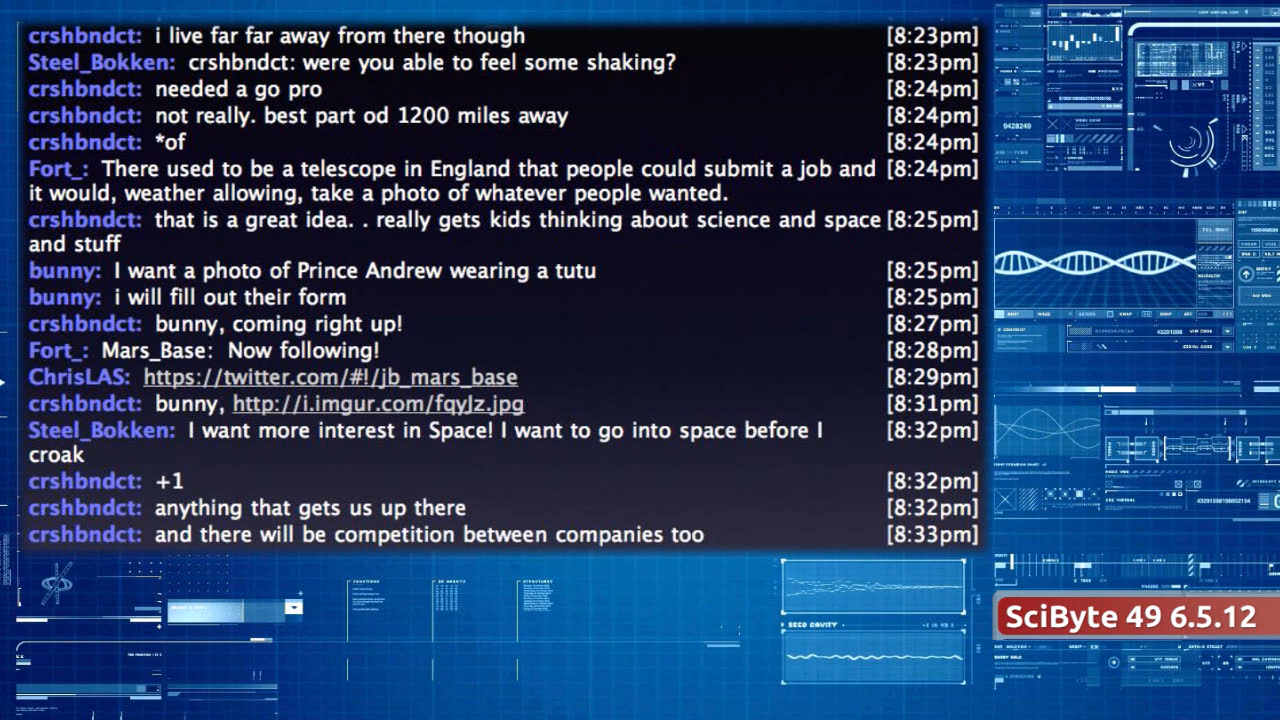 crshbndct: i live far far away from there though [8:23pm]
Steel_Bokken: crshbndct: were you able to feel some shaking? [8:23pm]
crshbndct: needed a go pro [8:24pm]
crshbndct: not really. best part od 1200 miles away [8:24pm]
crshbndct: *of [8:24pm]
Fort_: There used to be a telescope in England that people could submit a job and [8:24pm]
it would, weather allowing, take a photo of whatever people wanted.
crshbndct: that is a great idea. . really gets kids thinking about science and space [8:25pm]
and stuff
bunny: I want a photo of Prince Andrew wearing a tutu [8:25pm]
bunny: i will fill out their form [8:25pm]
crshbndct: bunny, coming right up! [8:27pm]
Fort_: Mars_Base: Now following! [8:28pm]
ChrisLAS: https://twitter.com/#!/jb_mars_base [8:29pm]
crshbndct: bunny, http://i.imgur.com/fqyJz.jpg [8:31pm]
Steel_Bokken: I want more interest in Space! I want to go into space before I [8:32pm]
croak
crshbndct: +1 [8:32pm]
crshbndct: anything that gets us up there [8:32pm]
crshbndct: and there will be competition between companies too [8:33pm]
9428249
SciByte 49 6.5.12